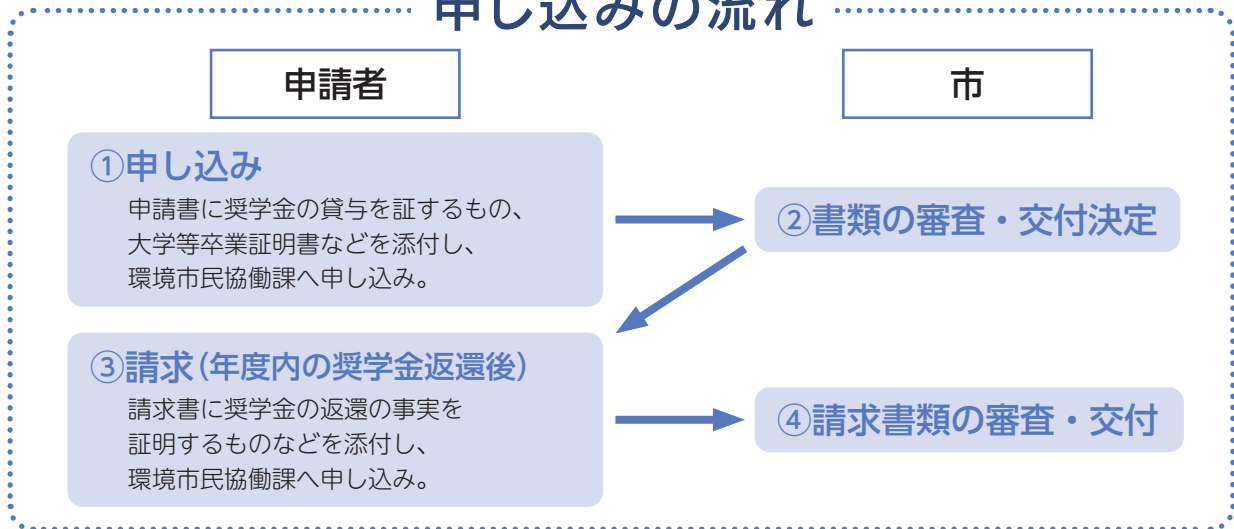 申し込みの流れ
申請者
市
①申し込み
申請書に奨学金の貸与を証するもの、
大学等卒業証明書などを添付し、
環境市民協働課へ申し込み。
②書類の審査・交付決定
③請求(年度内の奨学金返還後)
請求書に奨学金の返還の事実を
証明するものなどを添付し、
環境市民協働課へ申し込み。
④請求書類の審査・交付